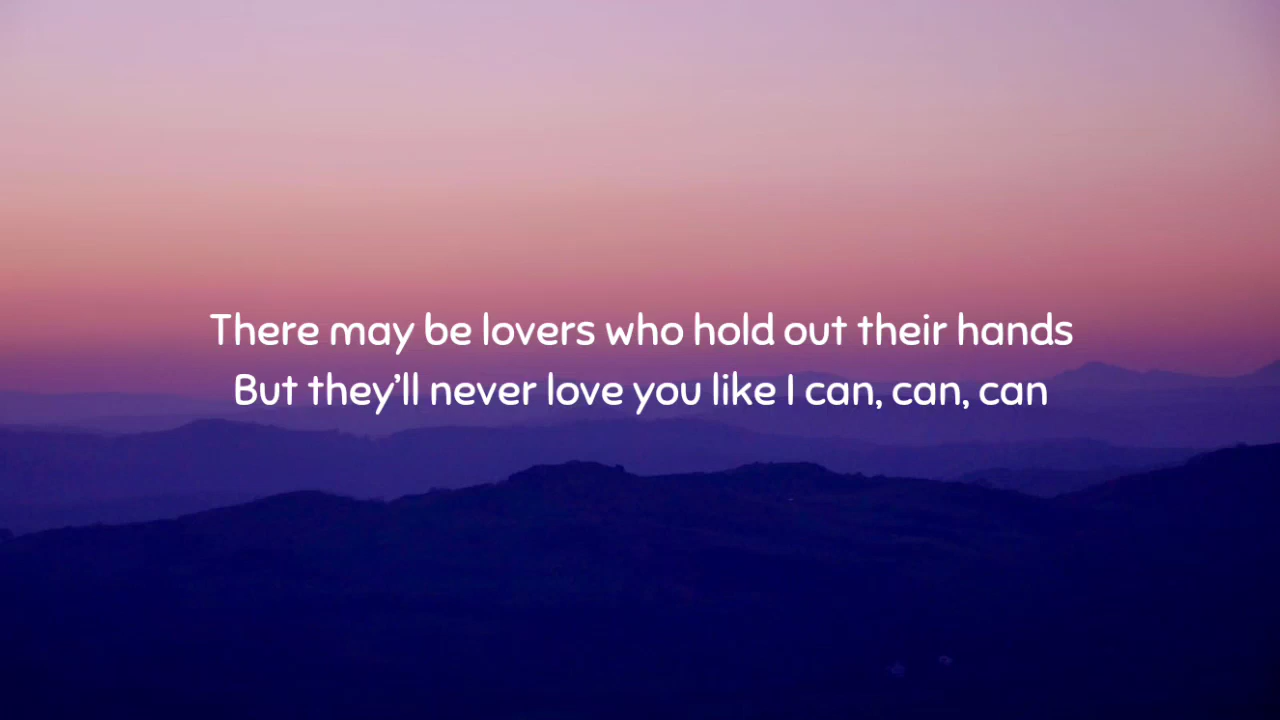 There may be lovers who hold out their hands
But they’ll never love you like I can, can, can